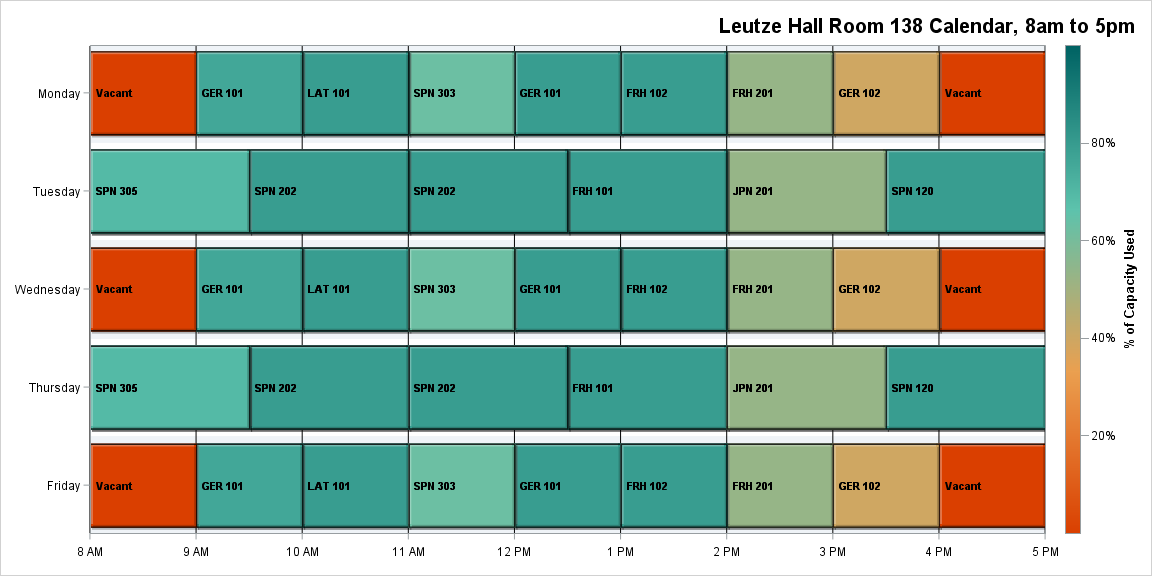 Leutze Hall Room 138 Calendar, 8am to 5pm
Monday
Vacant
GER 101
LAT 101
SPN 303
GER 101
FRH 102
FRH 201
GER 102
Vacant
Tuesday
SPN 305
SPN 202
SPN 202
FRH 101
JPN 201
SPN 120
Wednesday
Vacant
GER 101
LAT 101
SPN 303
GER 101
FRH 102
FRH 201
GER 102
Vacant
Thursday
SPN 305
SPN 202
SPN 202
FRH 101
JPN 201
SPN 120
Friday
Vacant
GER 101
LAT 101
SPN 303
GER 101
FRH 102
FRH 201
GER 102
Vacant
8 AM
9 AM
10 AM
11 AM
12 PM
1 PM
2 PM
3 PM
4 PM
5 PM
80%
60%
40%
20%
% of Capacity Used